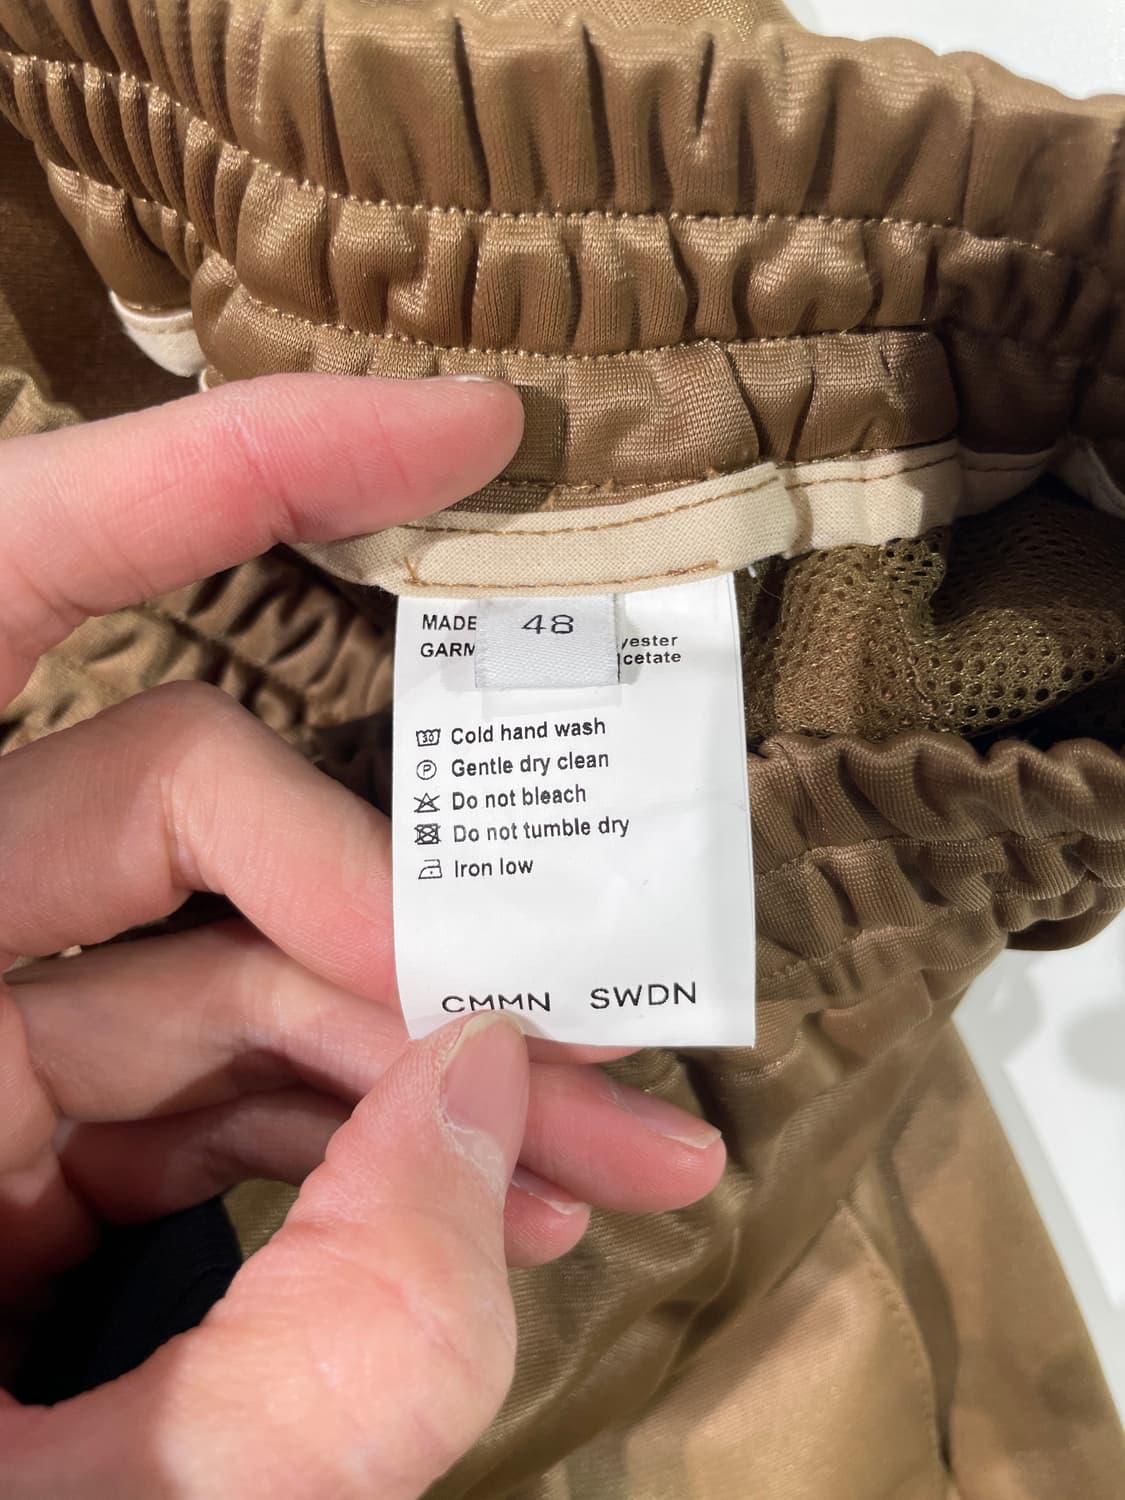 MADE
48
GARM
yester
cetate
30 Cold hand wash
P Gentle dry clean
Do not bleach
Do not tumble dry
Iron low
CMMN SWDN